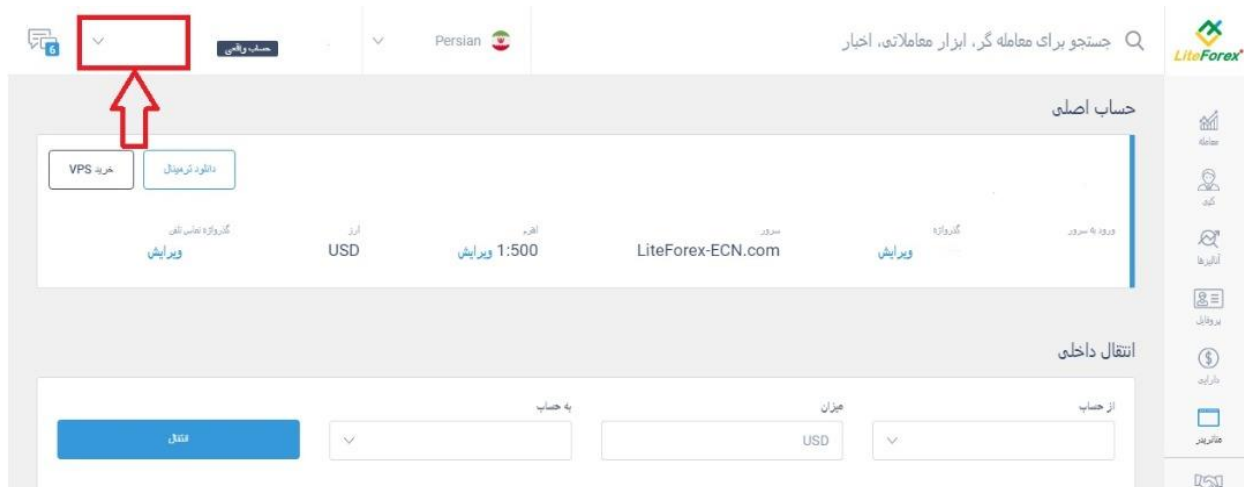 LiteForex
جستجو برای معامله گر، ابزار معاملاتی، اخبار
Persian
حساب واقعی
6
معامله
کپی
آنالیزها
پروفایل
دارایی
متاتریدر
حساب اصلی
دانلود ترمینال
خرید VPS
ورود به سرور
گذرواژه
ویرایش
سرور
LiteForex-ECN.com
اهرم
1:500 ویرایش
ارز
USD
گذرواژه تماس تلفنی
ویرایش
انتقال داخلی
از حساب
میزان
USD
به حساب
انتقال